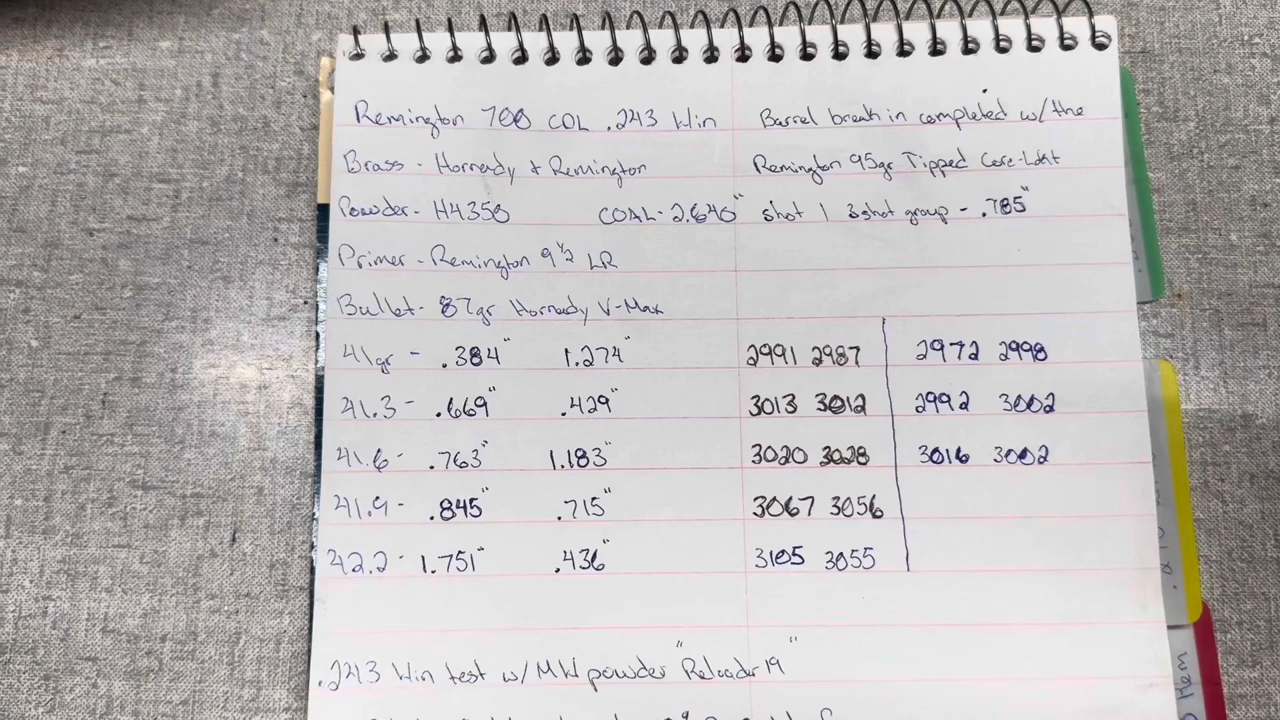 Remington 700 CDL .243 Win Barrel break in completed w/the
Brass - Hornady & Remington Remington 95gr Tipped Core-Lokt
Powder - H4350 COAL - 2.640" shot 1 3 shot group - .785"
Primer - Remington 9 1/2 LR
Bullet - 87gr Hornady V-Max
41gr - .384" 1.274" 2991 2987 2972 2998
41.3 - .669" .429" 3013 3012 2992 3002
41.6 - .763" 1.183" 3020 3028 3016 3002
41.9 - .845" .715" 3067 3056
42.2 - 1.751" .436" 3105 3055
.243 Win test w/ MW powder "Reloader 19"
Rem